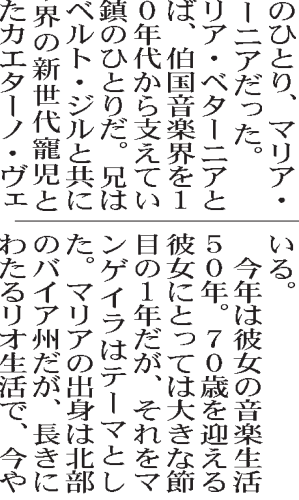 のひとり、マリア・
ーニアだった。
リア・ベターニアと
ば、伯国音楽界を１
０年代から支えてい
鎮のひとりだ。兄は
ベルト・ジルと共に
界の新世代寵児と
たカエターノ・ヴェ
いる。
　今年は彼女の音楽生活
５０年。７０歳を迎える
彼女にとっては大きな節
目の１年だが、それをマ
ンゲイラはテーマとし
た。マリアの出身は北部
のバイア州だが、長きに
わたるリオ生活で、今や